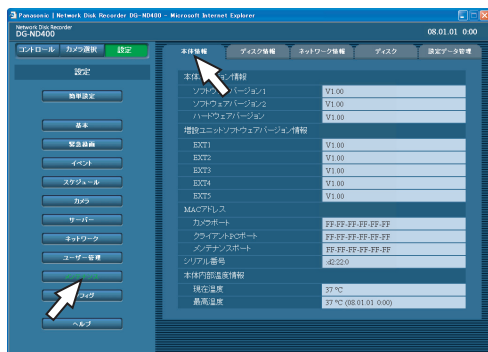 Panasonic | Network Disk Recorder DG-ND400 - Microsoft Internet Explorer
Network Disk Recorder
DG-ND400
08.01.01 0:00
コントロール カメラ選択 設定
本体情報 ディスク情報 ネットワーク情報 ディスク 設定データ管理
設定
簡単設定
基本
緊急録画
イベント
スケジュール
カメラ
サーバー
ネットワーク
ユーザー管理
ヘルプ
ソフトウェアバージョン1 V1.00
ソフトウェアバージョン2 V1.00
ハードウェアバージョン V1.00
増設ユニットソフトウェアバージョン情報
EXT1 V1.00
EXT2 V1.00
EXT3 V1.00
EXT4 V1.00
EXT5 V1.00
MACアドレス
カメラポート FF-FF-FF-FF-FF-FF
クライアントPCポート FF-FF-FF-FF-FF-FF
メンテナンスポート FF-FF-FF-FF-FF-FF
シリアル番号 :d2:22:0
本体内部温度情報
現在温度 37 ℃
最高温度 37 ℃ (08.01.01 0:00)